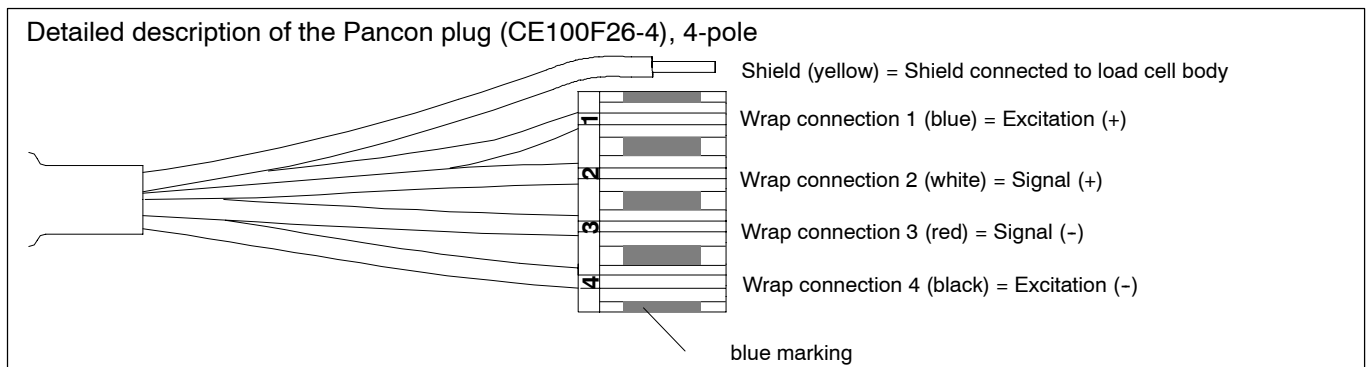 Detailed description of the Pancon plug (CE100F26-4), 4-pole
Shield (yellow) = Shield connected to load cell body
1
Wrap connection 1 (blue) = Excitation (+)
2
Wrap connection 2 (white) = Signal (+)
3
Wrap connection 3 (red) = Signal (-)
4
Wrap connection 4 (black) = Excitation (-)
blue marking